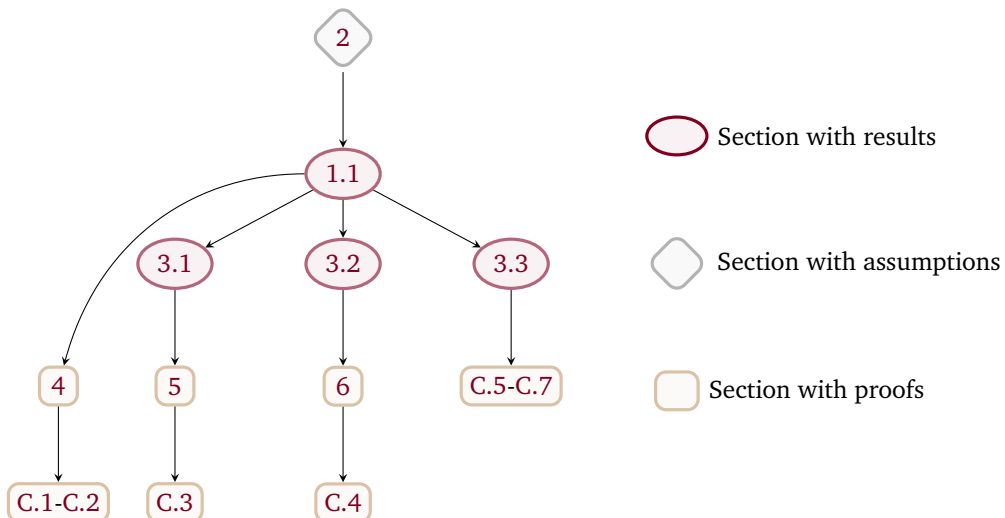 2
1.1
Section with results
3.1
3.2
3.3
Section with assumptions
4
5
6
C.5-C.7
Section with proofs
C.1-C.2
C.3
C.4